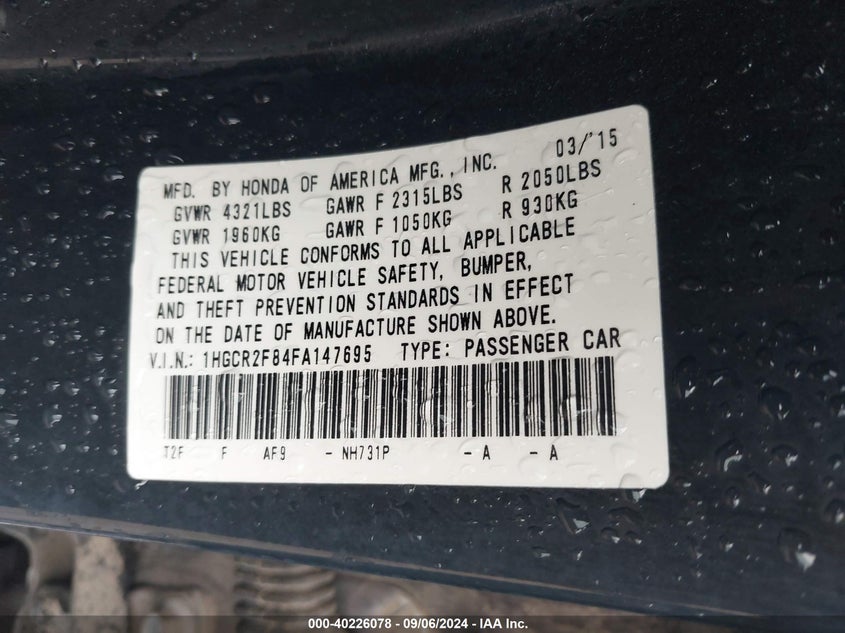 03/'15
MFD. BY HONDA OF AMERICA MFG., INC.
GVWR 4321LBS GAWR F 2315LBS R 2050LBS
GVWR 1960KG GAWR F 1050KG R 930KG
THIS VEHICLE CONFORMS TO ALL APPLICABLE
FEDERAL MOTOR VEHICLE SAFETY, BUMPER,
AND THEFT PREVENTION STANDARDS IN EFFECT
ON THE DATE OF MANUFACTURE SHOWN ABOVE.
V.I.N.: 1HGCR2F84FA147695 TYPE: PASSENGER CAR
T2F F AF9 - NH731P - A - A
000-40226078 - 09/06/2024 - IAA Inc.